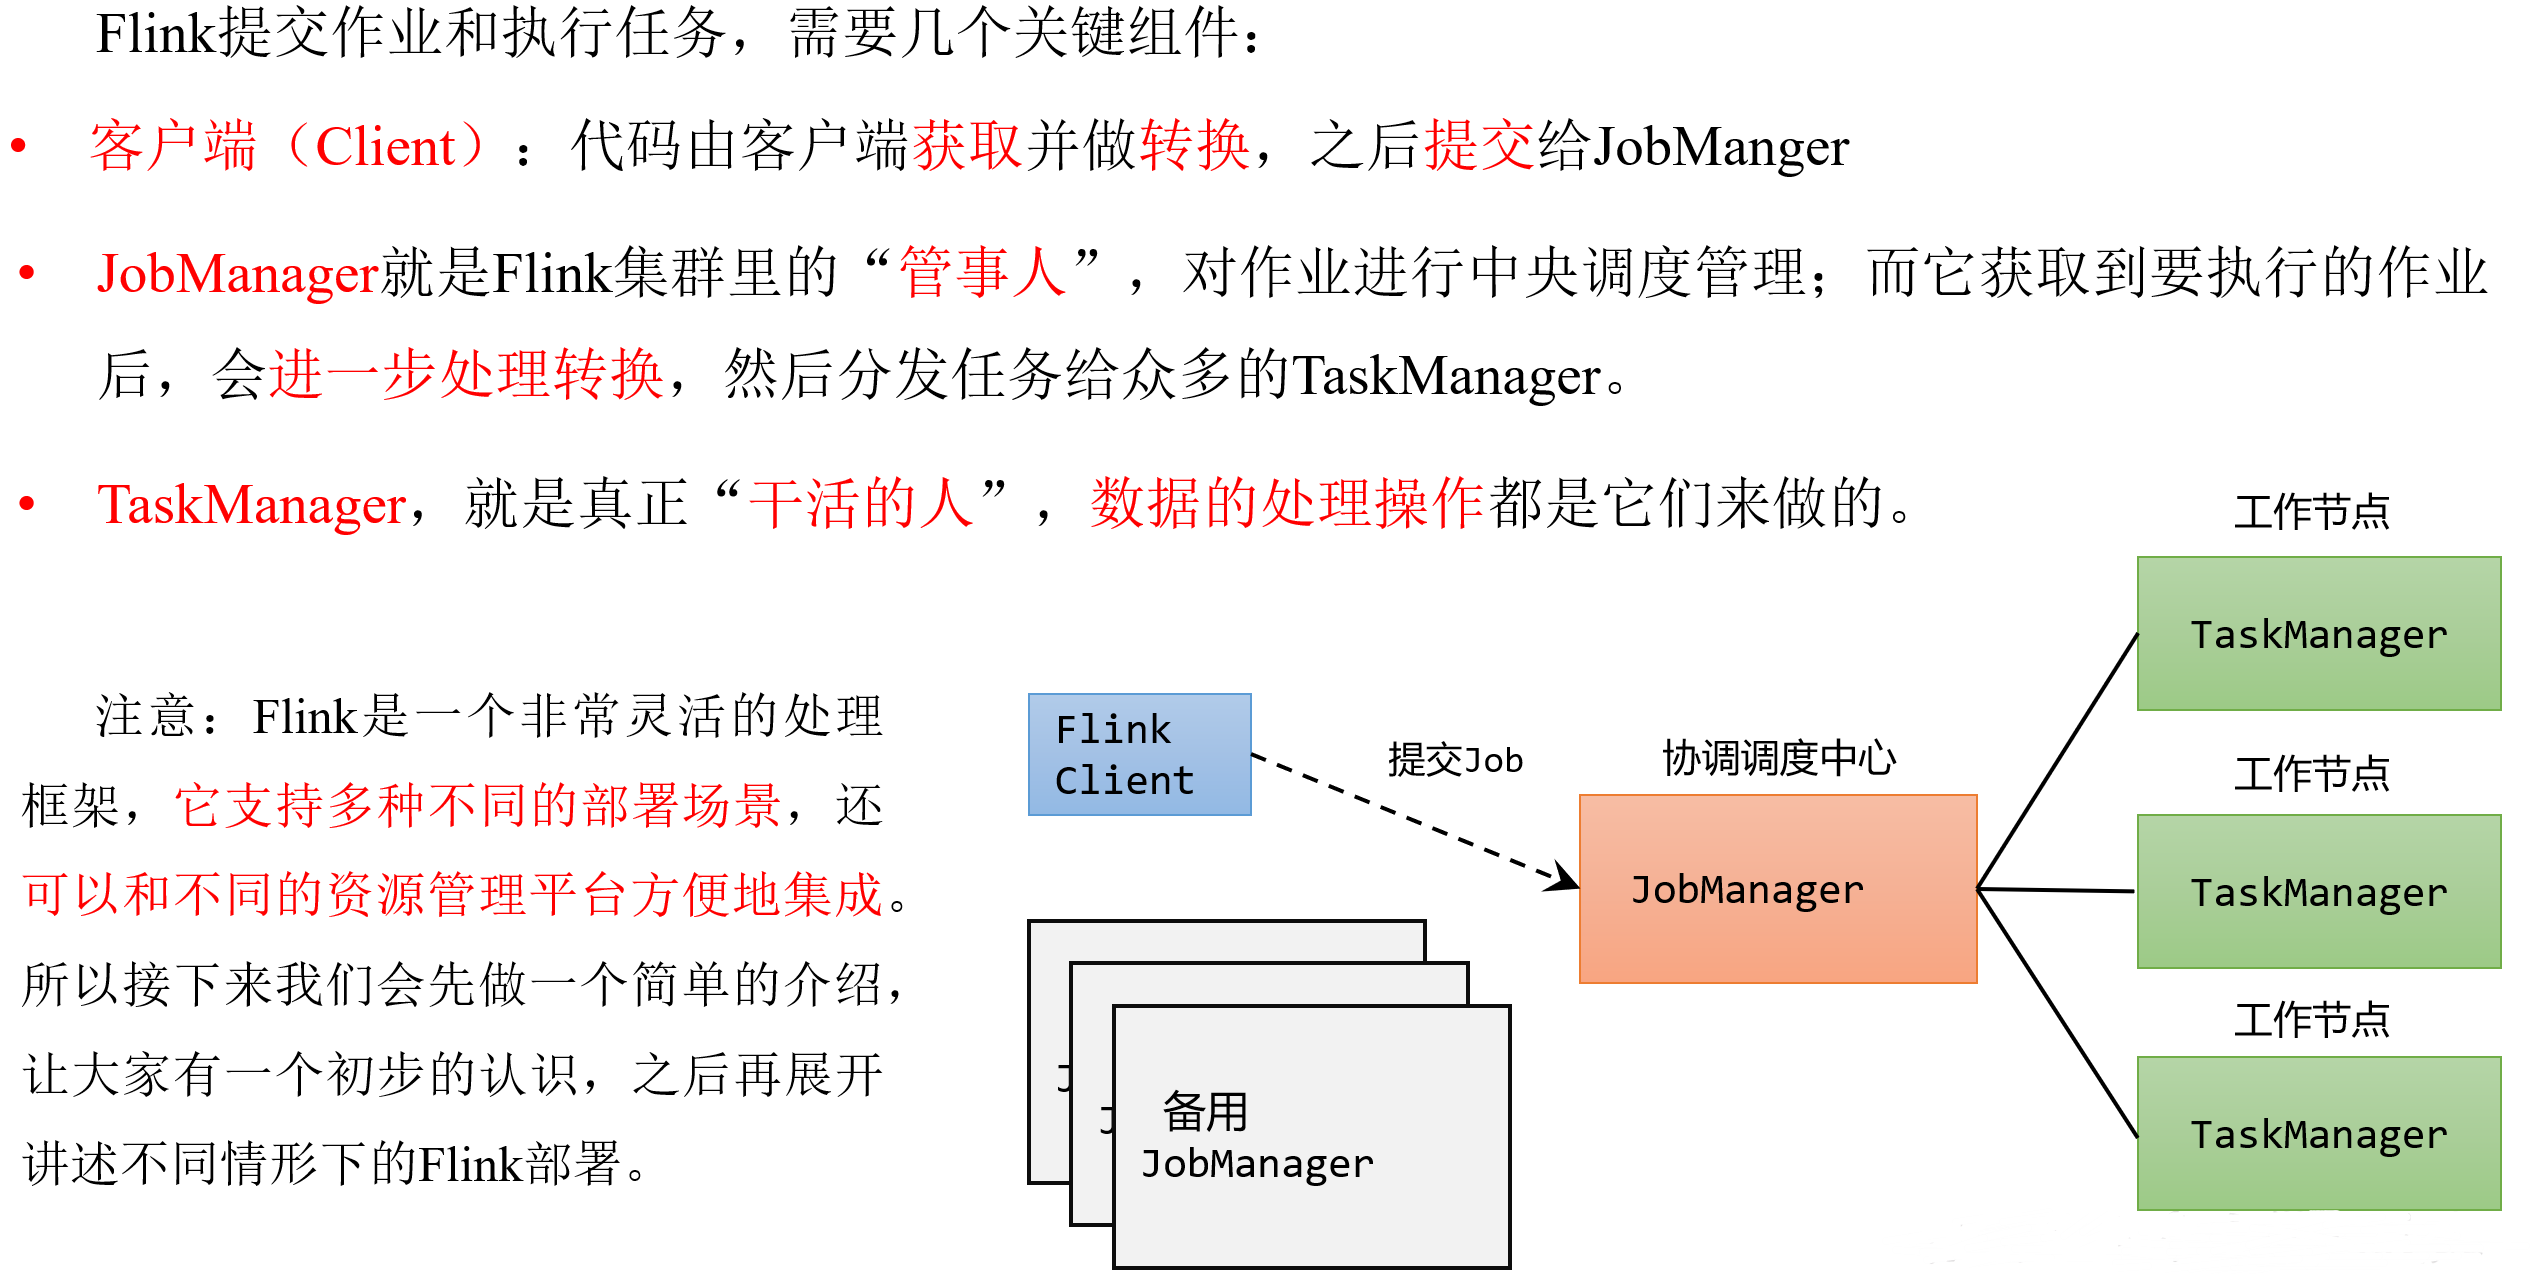 Flink提交作业和执行任务，需要几个关键组件：
• 客户端（Client）：代码由客户端获取并做转换，之后提交给JobManger
• JobManager就是Flink集群里的“管事人”，对作业进行中央调度管理；而它获取到要执行的作业
后，会进一步处理转换，然后分发任务给众多的TaskManager。
• TaskManager，就是真正“干活的人”，数据的处理操作都是它们来做的。
注意：Flink是一个非常灵活的处理
框架，它支持多种不同的部署场景，还
可以和不同的资源管理平台方便地集成。
所以接下来我们会先做一个简单的介绍，
让大家有一个初步的认识，之后再展开
讲述不同情形下的Flink部署。
Flink
Client
提交Job
协调调度中心
JobManager
J
J
备用
JobManager
工作节点
TaskManager
工作节点
TaskManager
工作节点
TaskManager